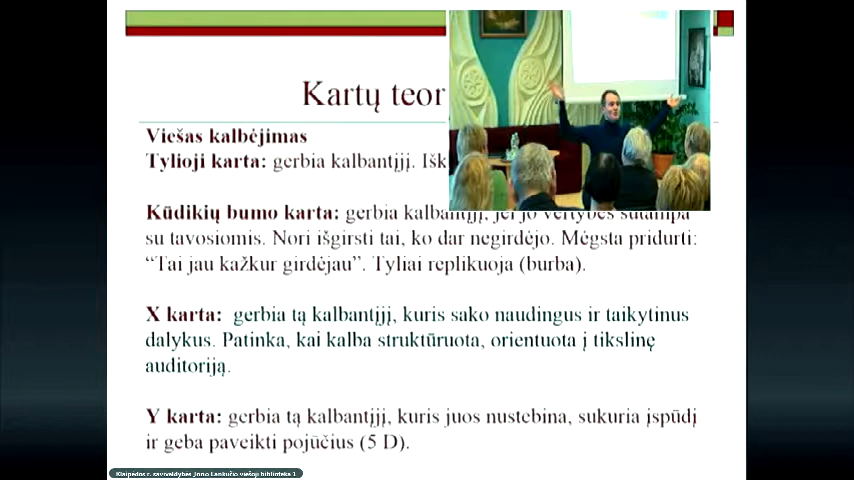 Kartų teor
Viešas kalbėjimas
Tylioji karta: gerbia kalbantįjį. Išk
Kūdikių bumo karta: gerbia kalbantįjį, jei jo vertybės sutampa
su tavosiomis. Nori išgirsti tai, ko dar negirdėjo. Mėgsta pridurti:
“Tai jau kažkur girdėjau”. Tyliai replikuoja (burba).
X karta: gerbia tą kalbantįjį, kuris sako naudingus ir taikytinus
dalykus. Patinka, kai kalba struktūruota, orientuota į tikslinę
auditoriją.
Y karta: gerbia tą kalbantįjį, kuris juos nustebina, sukuria įspūdį
ir geba paveikti pojūčius (5 D).
Klaipėdos r. savivaldybės Jono Lankučio viešoji biblioteka 1